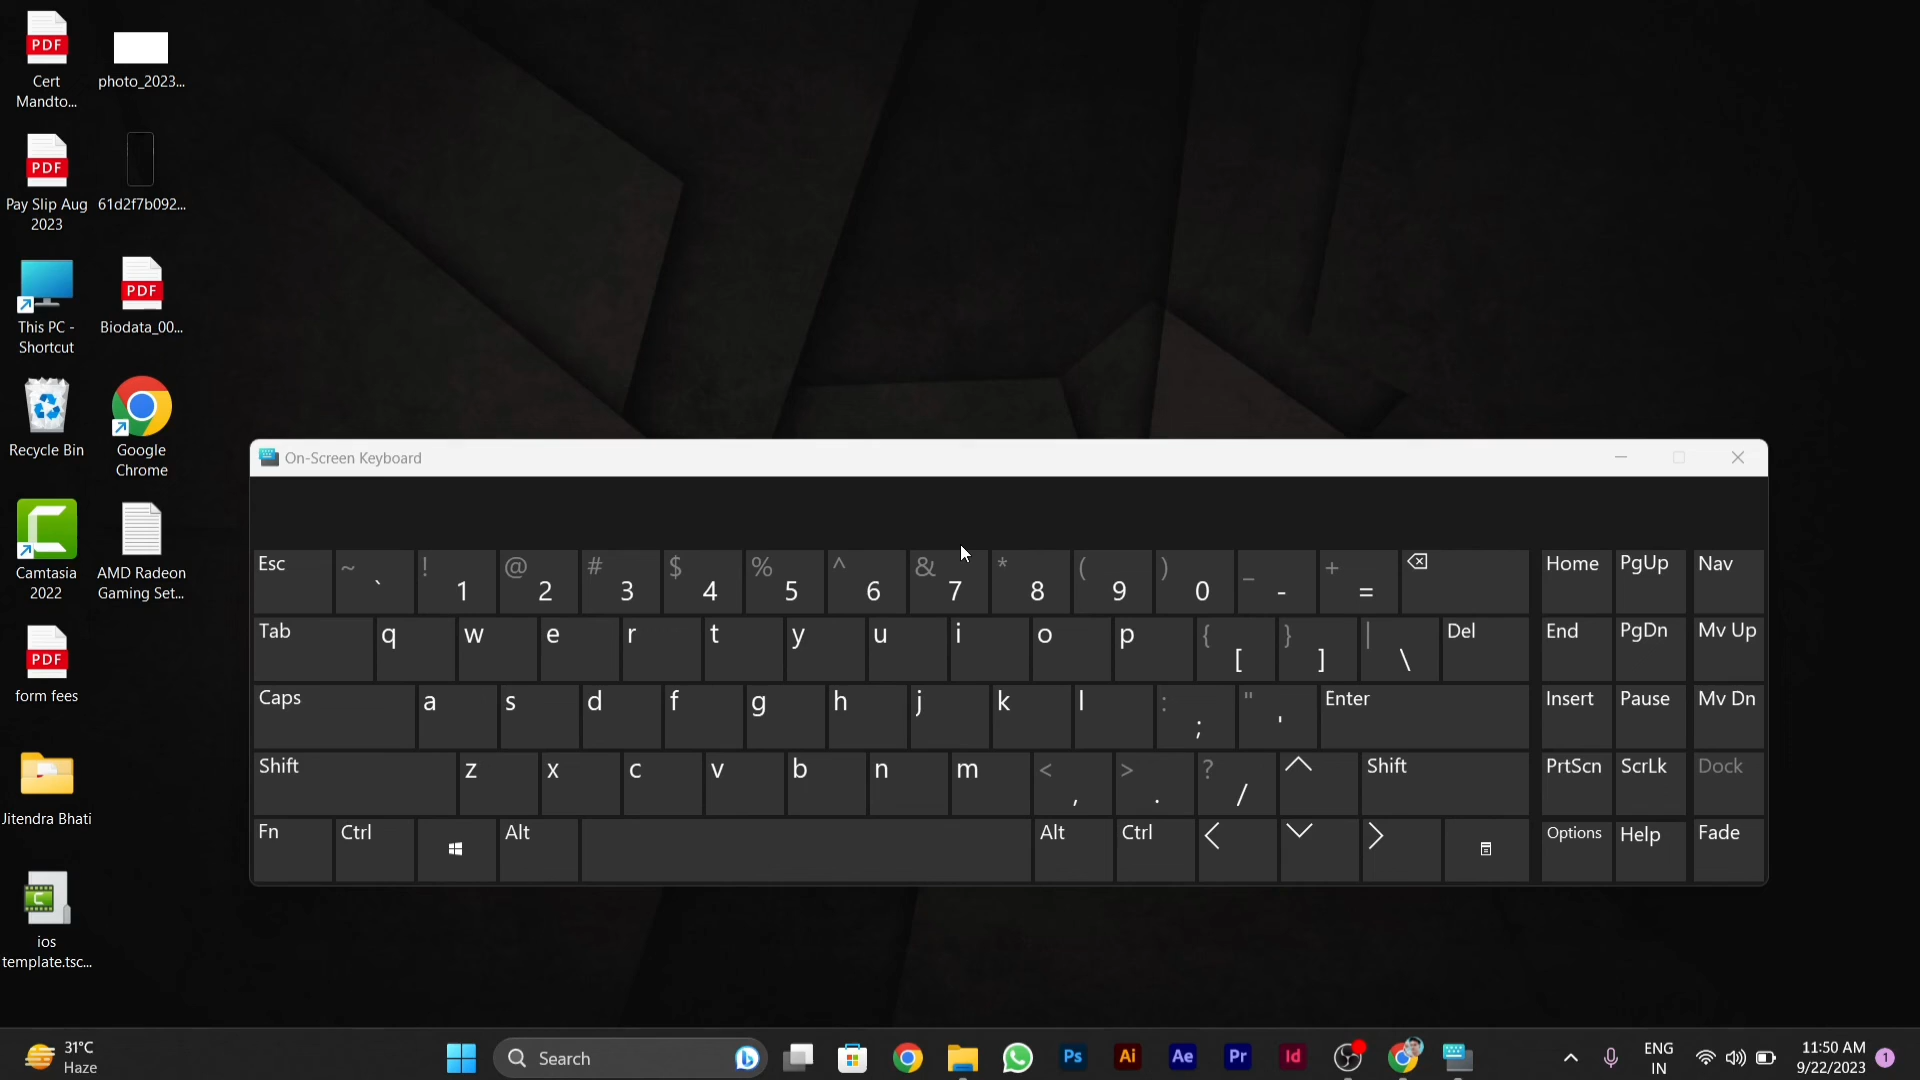 PDF
Cert
Mandto...
photo_2023...
PDF
Pay Slip Aug
2023
61d2f7b092...
This PC -
Shortcut
PDF
Biodata_00...
Recycle Bin
Google
Chrome
Camtasia
2022
AMD Radeon
Gaming Set...
PDF
form fees
Jitendra Bhati
ios
template.tsc...
On-Screen Keyboard
Esc ~ ` ! 1 @ 2 # 3 $ 4 % 5 ^ 6 & 7 * 8 ( 9 ) 0 _ - + = Home PgUp Nav
Tab q w e r t y u i o p { [ } ] | \ Del End PgDn Mv Up
Caps a s d f g h j k l : ; " ' Enter Insert Pause Mv Dn
Shift z x c v b n m < , > . ? / Shift PrtScn ScrLk Dock
Fn Ctrl Alt Alt Ctrl Options Help Fade
31°C
Haze
Search
Ps
Ai
Ae
Pr
Id
ENG
IN
11:50 AM
9/22/2023
1